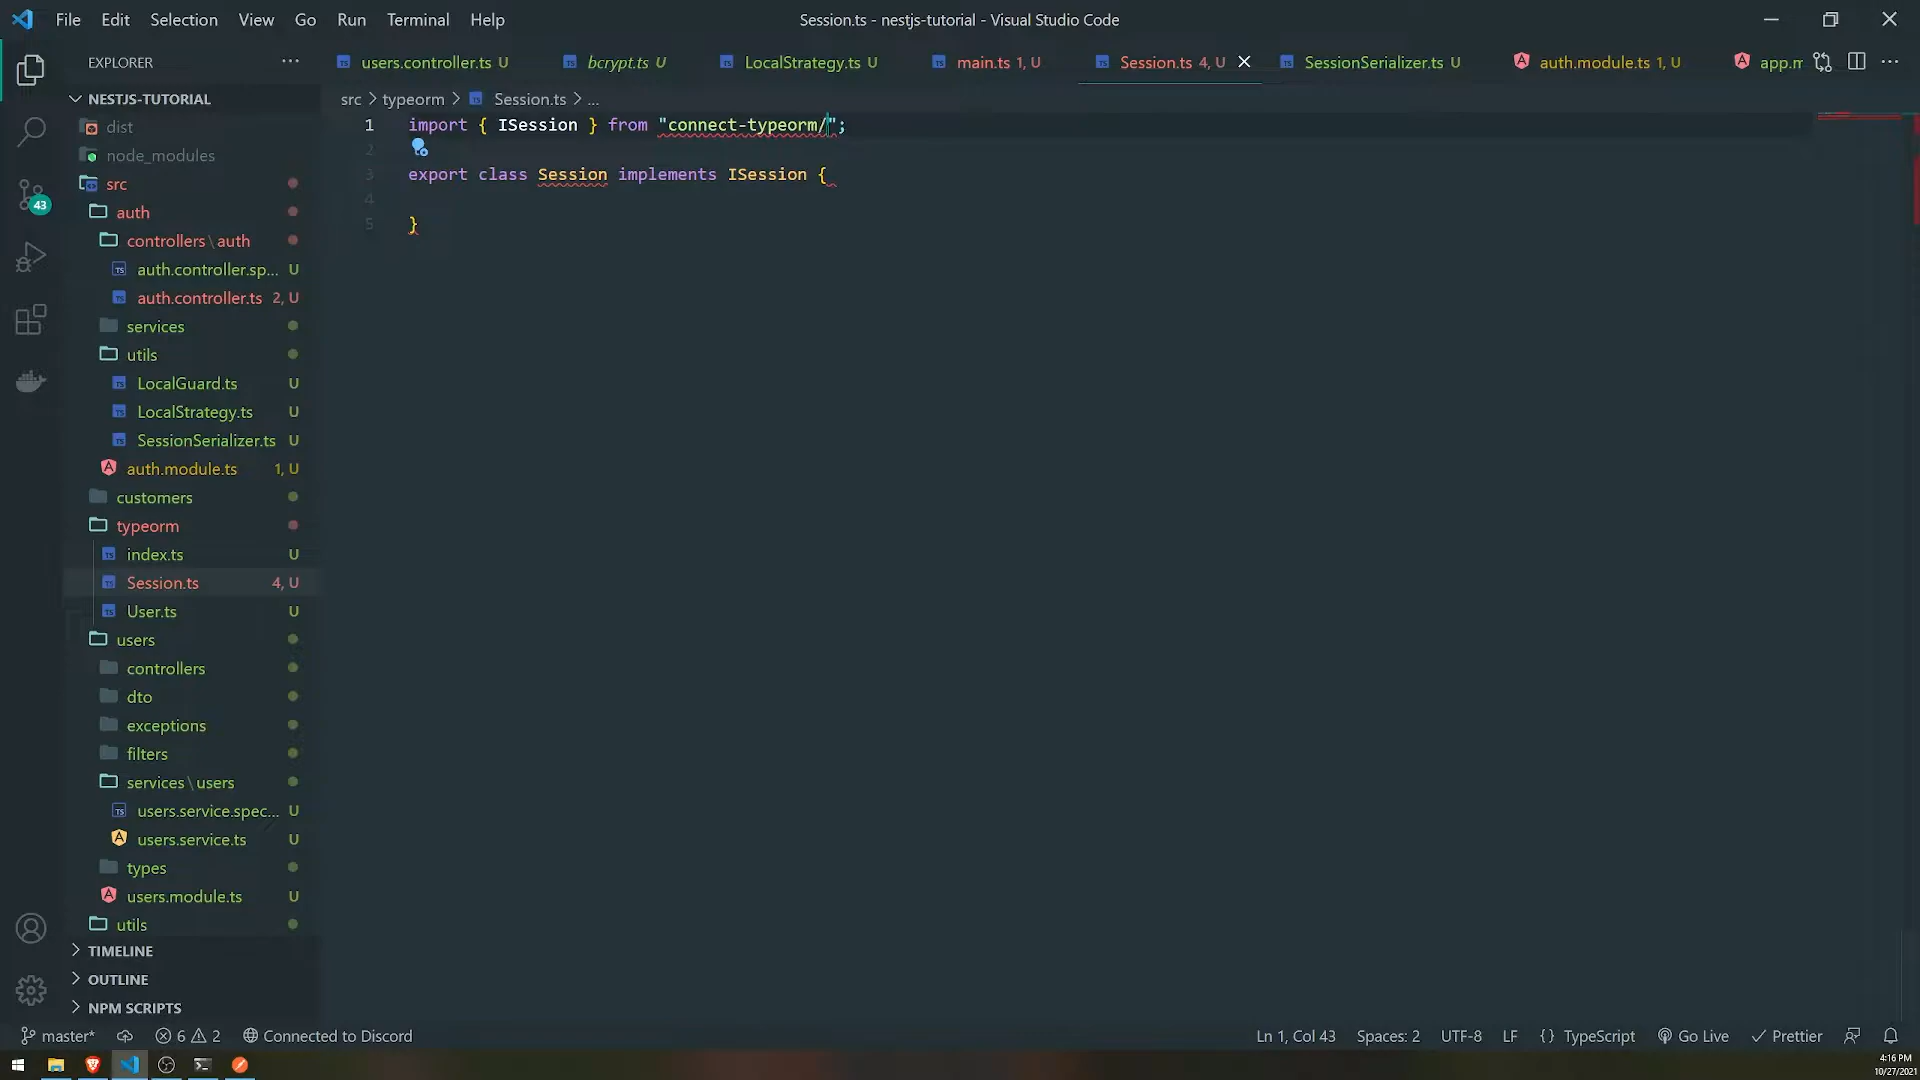 File Edit Selection View Go Run Terminal Help
Session.ts - nestjs-tutorial - Visual Studio Code
EXPLORER
users.controller.ts U
bcrypt.ts U
LocalStrategy.ts U
main.ts 1, U
Session.ts 4, U
SessionSerializer.ts U
auth.module.ts 1, U
app.m
NESTJS-TUTORIAL
src > typeorm > Session.ts > ...
dist
node_modules
src
auth
controllers\auth
auth.controller.sp... U
auth.controller.ts 2, U
services
utils
LocalGuard.ts U
LocalStrategy.ts U
SessionSerializer.ts U
auth.module.ts 1, U
customers
typeorm
index.ts U
Session.ts 4, U
User.ts U
users
controllers
dto
exceptions
filters
services\users
users.service.spec... U
users.service.ts U
types
users.module.ts U
utils
TIMELINE
OUTLINE
NPM SCRIPTS
43
1 import { ISession } from "connect-typeorm/";
2
3 export class Session implements ISession {
4
5 }
master* 6 2 Connected to Discord
Ln 1, Col 43 Spaces: 2 UTF-8 LF {} TypeScript Go Live Prettier
4:16 PM
10/27/2021